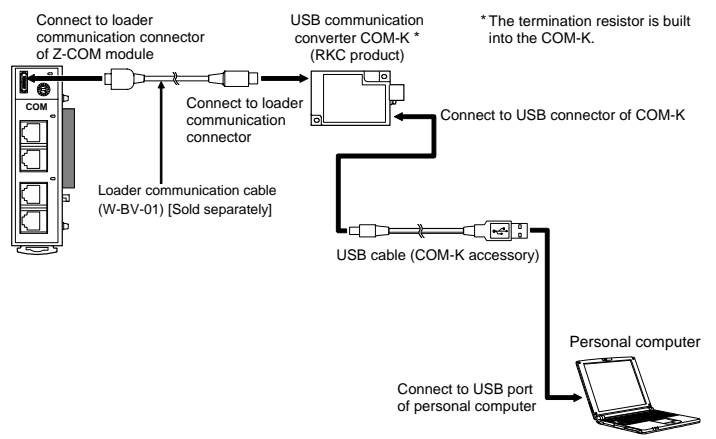 Connect to loader
communication connector
of Z-COM module
USB communication
converter COM-K *
(RKC product)
* The termination resistor is built
into the COM-K.
COM
Connect to loader
communication
connector
Connect to USB connector of COM-K
Loader communication cable
(W-BV-01) [Sold separately]
USB cable (COM-K accessory)
Personal computer
Connect to USB port
of personal computer